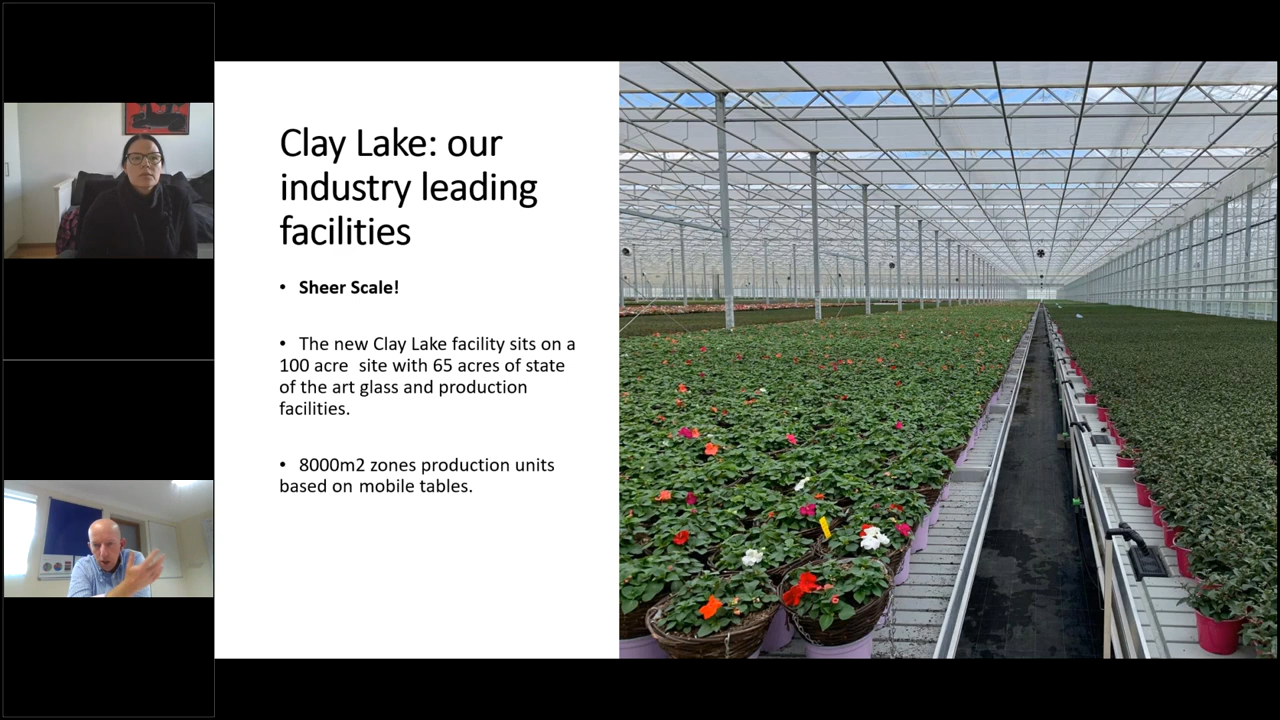 Clay Lake: our
industry leading
facilities
• Sheer Scale!
• The new Clay Lake facility sits on a
100 acre  site with 65 acres of state
of the art glass and production
facilities.
• 8000m2 zones production units
based on mobile tables.